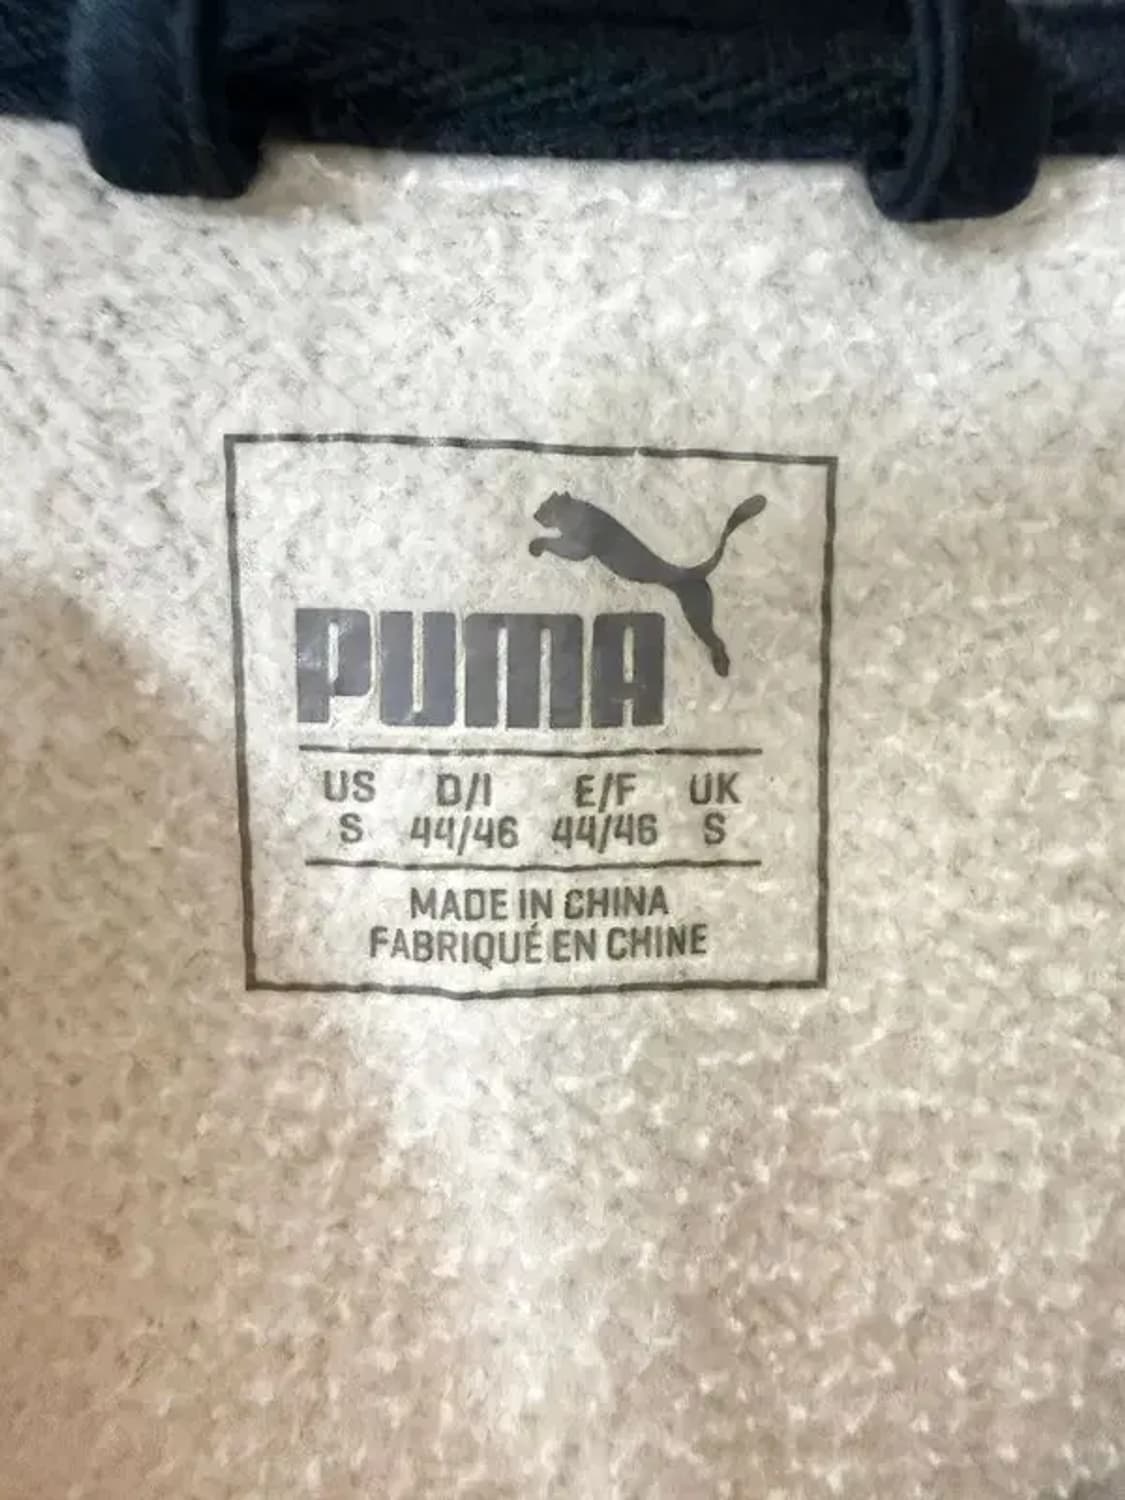 PUMA
US D/I E/F UK
S 44/46 44/46 S
MADE IN CHINA
FABRIQUÉ EN CHINE